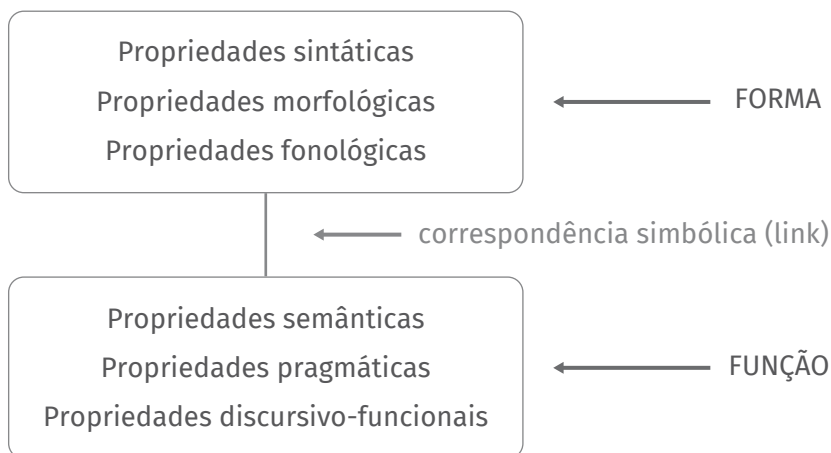 Propriedades sintáticas
Propriedades morfológicas
Propriedades fonológicas
FORMA
correspondência simbólica (link)
Propriedades semânticas
Propriedades pragmáticas
Propriedades discursivo-funcionais
FUNÇÃO